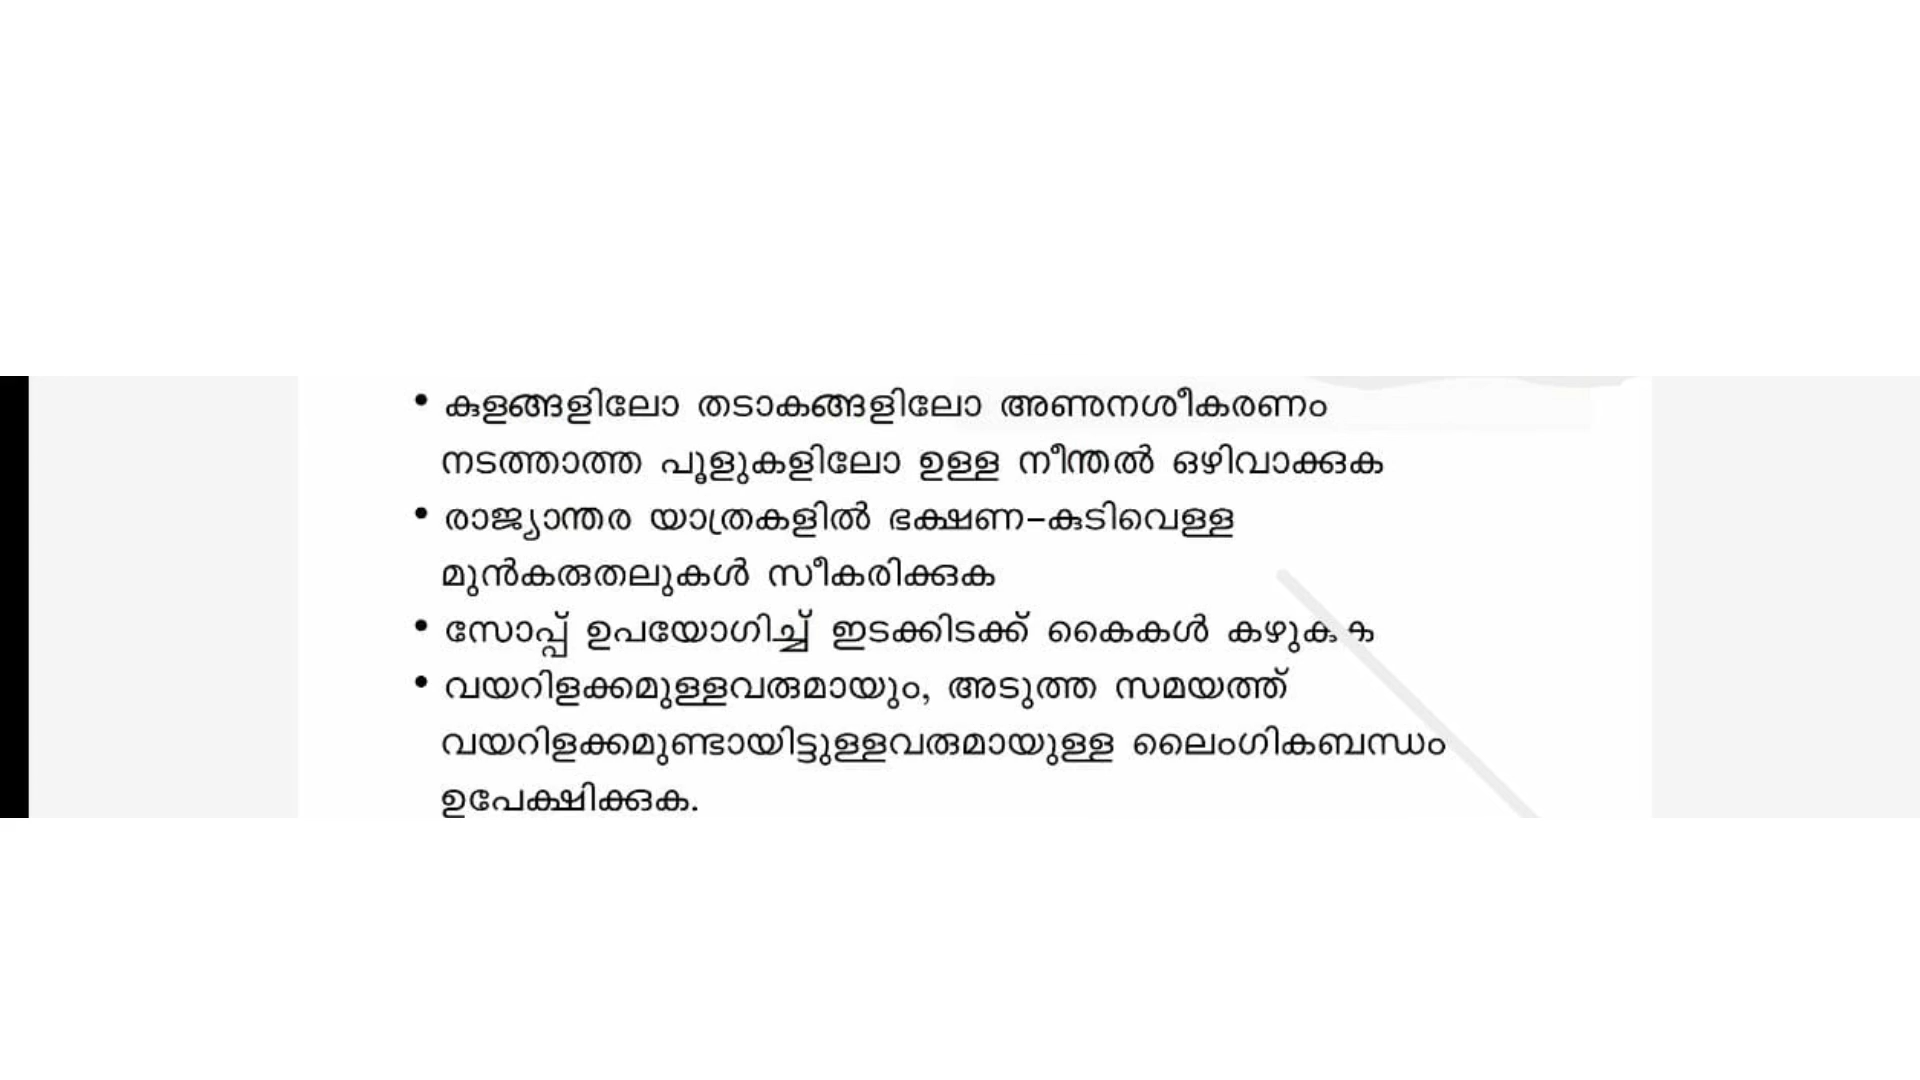 • കുളങ്ങളിലോ തടാകങ്ങളിലോ അണുനശീകരണം
നടത്താത്ത പൂളുകളിലോ ഉള്ള നീന്തൽ ഒഴിവാക്കുക
• രാജ്യാന്തര യാത്രകളിൽ ഭക്ഷണ-കുടിവെള്ള
മുൻകരുതലുകൾ സീകരിക്കുക
• സോപ്പ് ഉപയോഗിച്ച് ഇടക്കിടക്ക് കൈകൾ കഴുകുക
• വയറിളക്കമുള്ളവരുമായും, അടുത്ത സമയത്ത്
വയറിളക്കമുണ്ടായിട്ടുള്ളവരുമായുള്ള ലൈംഗികബന്ധം
ഉപേക്ഷിക്കുക.